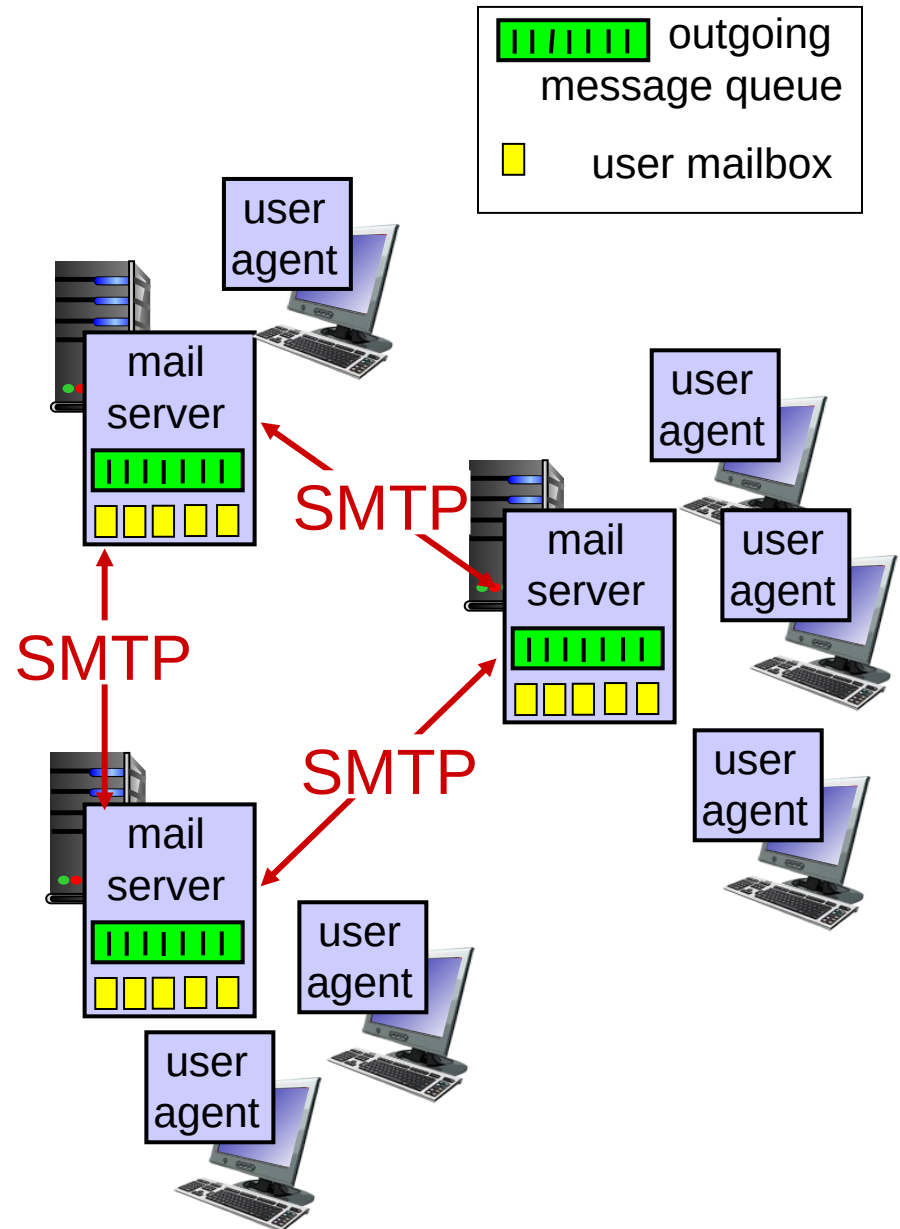 outgoing
message queue
user mailbox
user
agent
mail
server
SMTP
user
agent
mail
server
user
agent
SMTP
SMTP
user
agent
mail
server
user
agent
user
agent